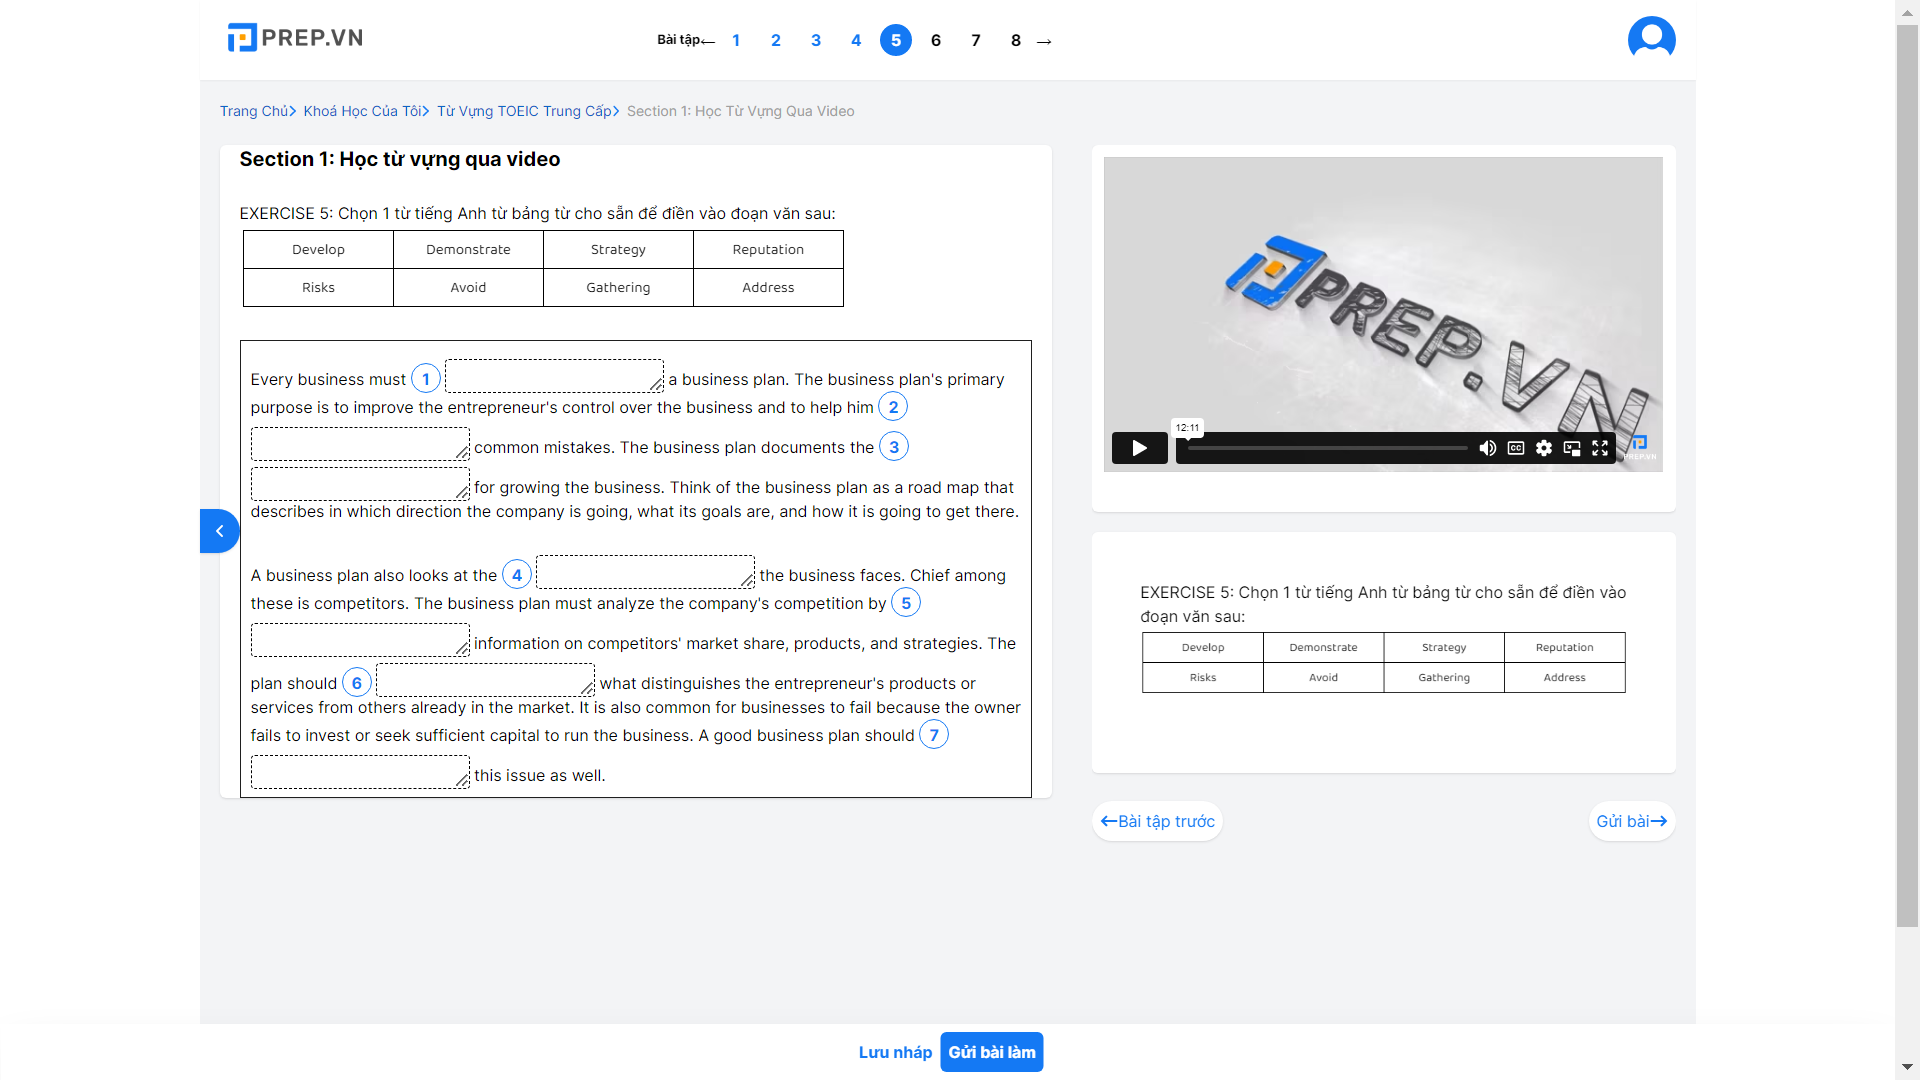 PREP.VN
Bài tập← 1 2 3 4 5 6 7 8 →
Trang Chủ> Khoá Học Của Tôi> Từ Vựng TOEIC Trung Cấp> Section 1: Học Từ Vựng Qua Video
Section 1: Học từ vựng qua video
EXERCISE 5: Chọn 1 từ tiếng Anh từ bảng từ cho sẵn để điền vào đoạn văn sau:
Develop Demonstrate Strategy Reputation
Risks Avoid Gathering Address
Every business must 1 a business plan. The business plan's primary
purpose is to improve the entrepreneur's control over the business and to help him 2
common mistakes. The business plan documents the 3
for growing the business. Think of the business plan as a road map that
describes in which direction the company is going, what its goals are, and how it is going to get there.
A business plan also looks at the 4 the business faces. Chief among
these is competitors. The business plan must analyze the company's competition by 5
information on competitors' market share, products, and strategies. The
plan should 6 what distinguishes the entrepreneur's products or
services from others already in the market. It is also common for businesses to fail because the owner
fails to invest or seek sufficient capital to run the business. A good business plan should 7
this issue as well.
PREP.VN
12:11
CC
PREP.VN
EXERCISE 5: Chọn 1 từ tiếng Anh từ bảng từ cho sẵn để điền vào
đoạn văn sau:
Develop Demonstrate Strategy Reputation
Risks Avoid Gathering Address
←Bài tập trước
Gửi bài→
Lưu nháp Gửi bài làm